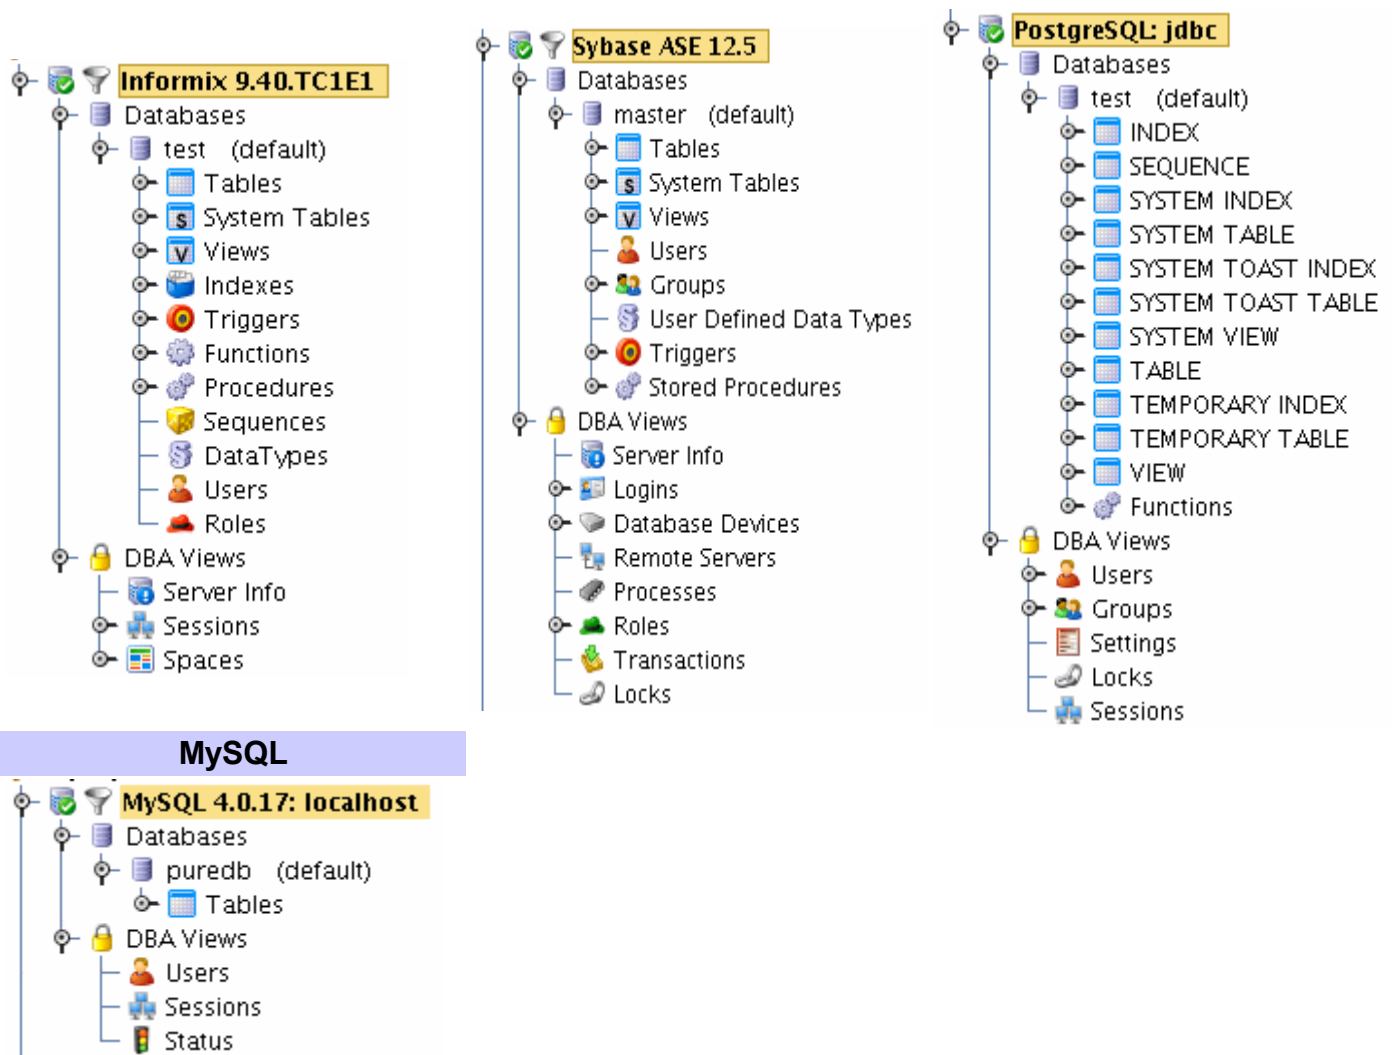 Informix 9.40.TC1E1
Databases
test (default)
Tables
System Tables
Views
Indexes
Triggers
Functions
Procedures
Sequences
DataTypes
Users
Roles
DBA Views
Server Info
Sessions
Spaces
Sybase ASE 12.5
Databases
master (default)
Tables
System Tables
Views
Users
Groups
User Defined Data Types
Triggers
Stored Procedures
DBA Views
Server Info
Logins
Database Devices
Remote Servers
Processes
Roles
Transactions
Locks
PostgreSQL: jdbc
Databases
test (default)
INDEX
SEQUENCE
SYSTEM INDEX
SYSTEM TABLE
SYSTEM TOAST INDEX
SYSTEM TOAST TABLE
SYSTEM VIEW
TABLE
TEMPORARY INDEX
TEMPORARY TABLE
VIEW
Functions
DBA Views
Users
Groups
Settings
Locks
Sessions
MySQL
MySQL 4.0.17: localhost
Databases
puredb (default)
Tables
DBA Views
Users
Sessions
Status